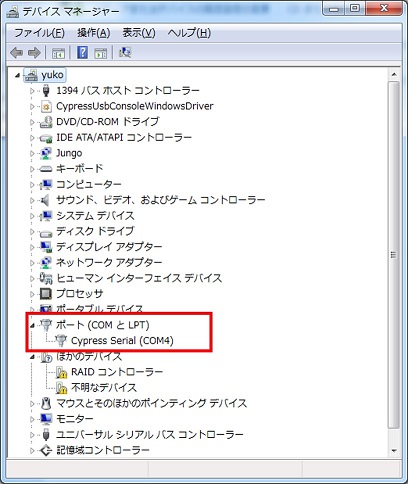 デバイス マネージャー
ファイル(F) 操作(A) 表示(V) ヘルプ(H)
yuko
1394 バス ホスト コントローラー
CypressUsbConsoleWindowsDriver
DVD/CD-ROM ドライブ
IDE ATA/ATAPI コントローラー
Jungo
キーボード
コンピューター
サウンド、ビデオ、およびゲーム コントローラー
システム デバイス
ディスク ドライブ
ディスプレイ アダプター
ネットワーク アダプター
ヒューマン インターフェイス デバイス
プロセッサ
ポータブル デバイス
ポート (COM と LPT)
Cypress Serial (COM4)
ほかのデバイス
RAID コントローラー
不明なデバイス
マウスとそのほかのポインティング デバイス
モニター
ユニバーサル シリアル バス コントローラー
記憶域コントローラー